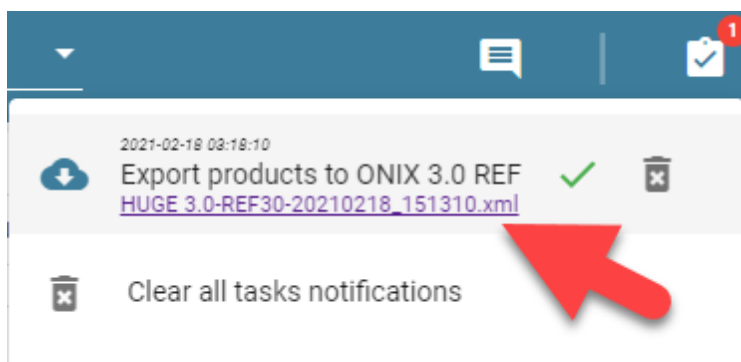 1
2021-02-18 03:18:10
Export products to ONIX 3.0 REF
HUGE 3.0-REF30-20210218_151310.xml
Clear all tasks notifications